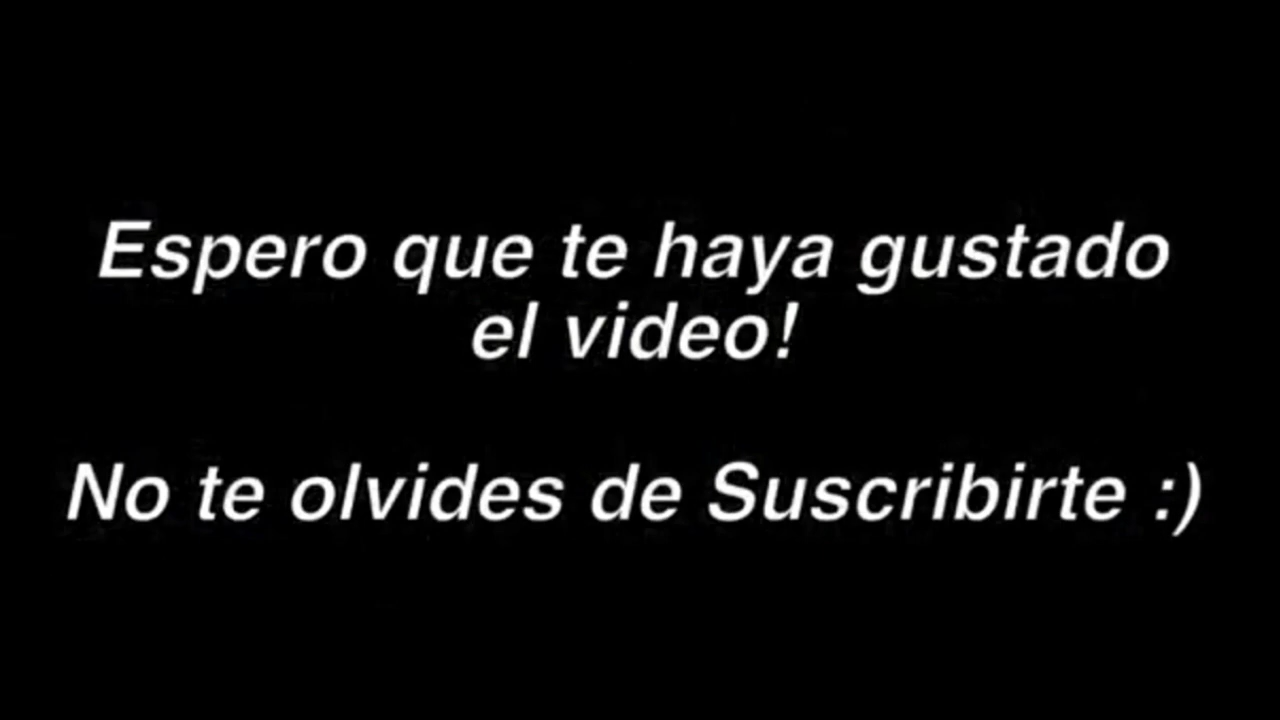 Espero que te haya gustado
el video!
No te olvides de Suscribirte :)